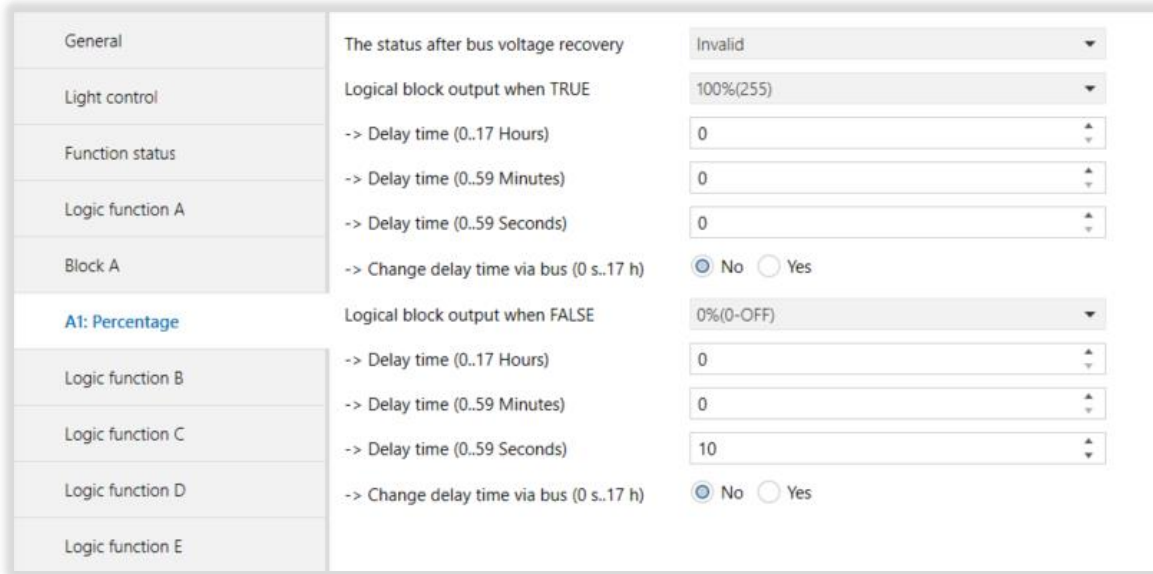 General
Light control
Function status
Logic function A
Block A
A1: Percentage
Logic function B
Logic function C
Logic function D
Logic function E
The status after bus voltage recovery Invalid
Logical block output when TRUE 100%(255)
-> Delay time (0..17 Hours) 0
-> Delay time (0..59 Minutes) 0
-> Delay time (0..59 Seconds) 0
-> Change delay time via bus (0 s..17 h) No Yes
Logical block output when FALSE 0%(0-OFF)
-> Delay time (0..17 Hours) 0
-> Delay time (0..59 Minutes) 0
-> Delay time (0..59 Seconds) 10
-> Change delay time via bus (0 s..17 h) No Yes